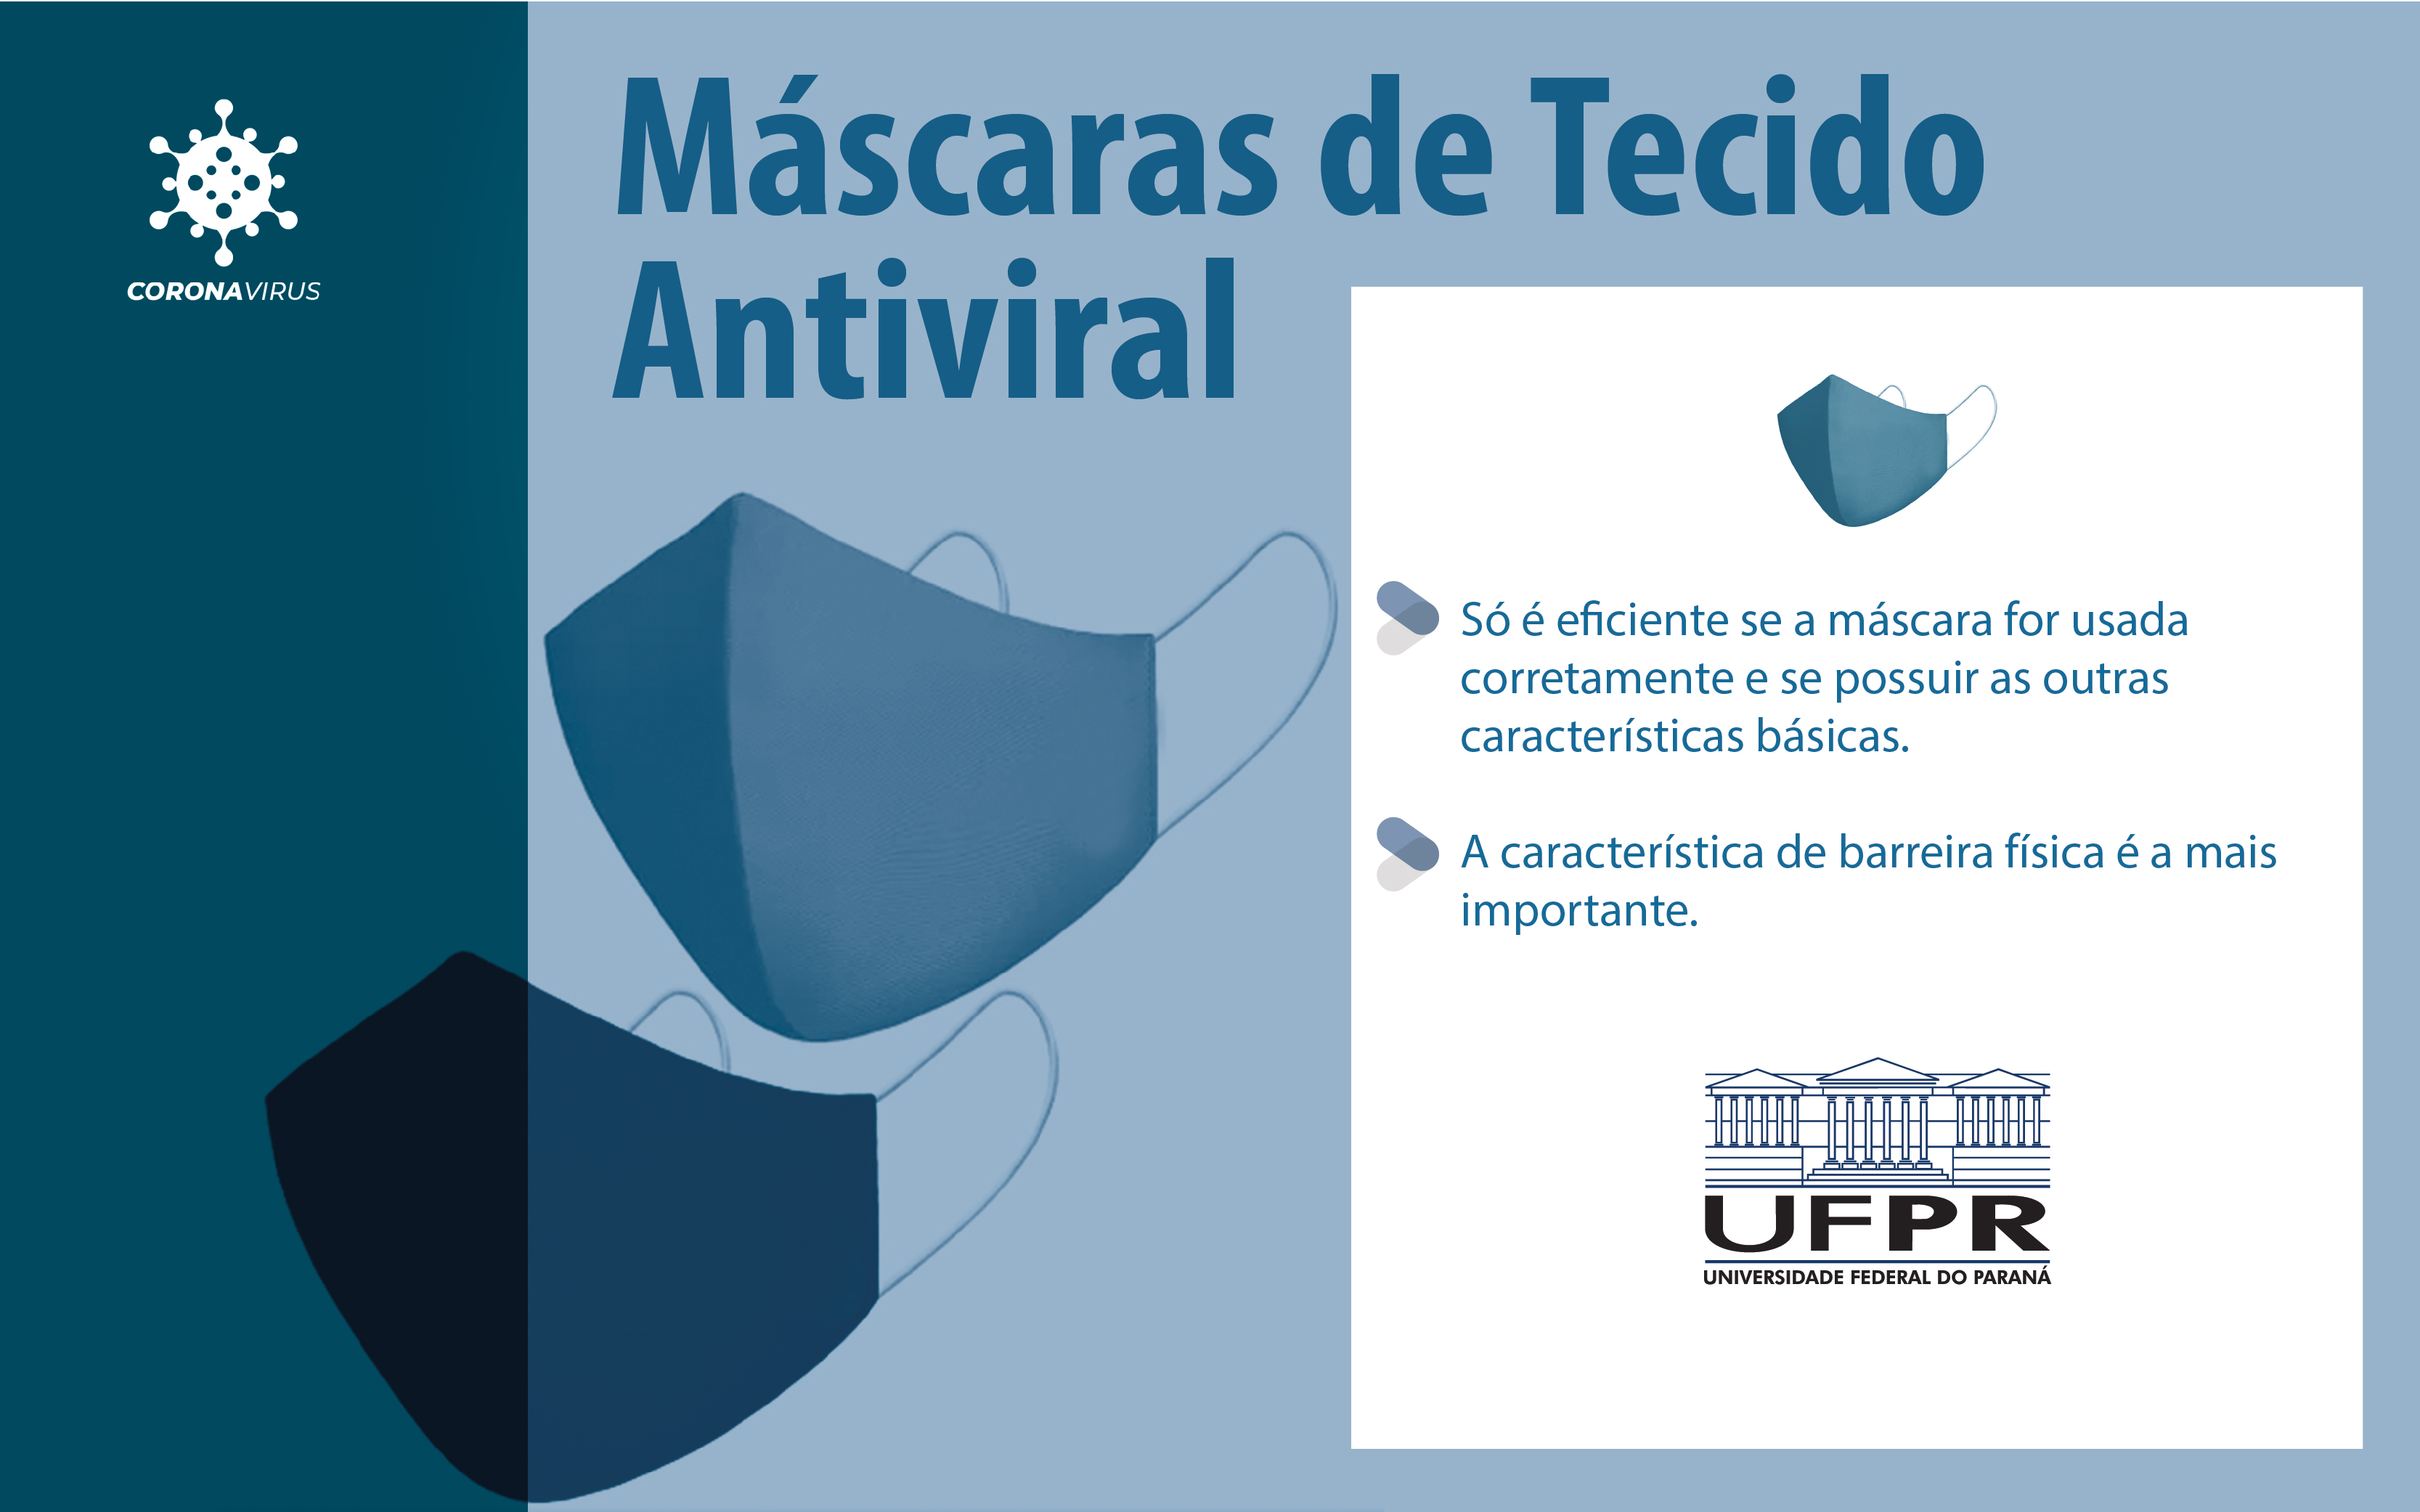 CORONAVIRUS
Máscaras de Tecido
Antiviral
Só é eficiente se a máscara for usada
corretamente e se possuir as outras
características básicas.
A característica de barreira física é a mais
importante.
UFPR
UNIVERSIDADE FEDERAL DO PARANÁ